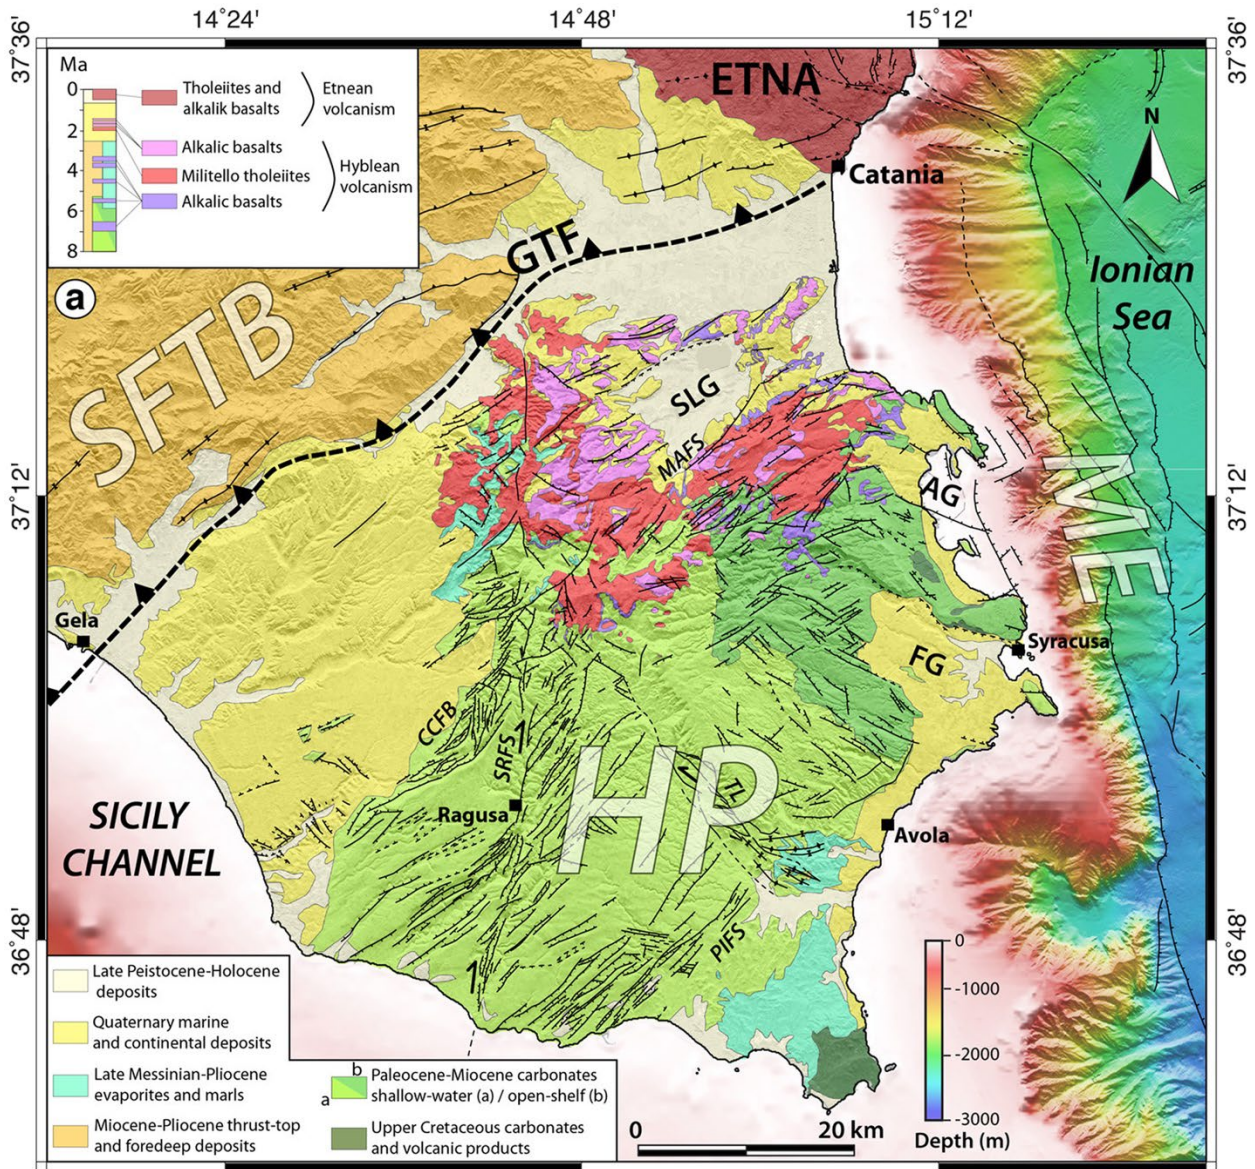 14°24'
14°48'
15°12'
37°36'
37°36'
Ma
0
2
4
6
8
Tholeiites and
alkalik basalts
Etnean
volcanism
Alkalic basalts
Militello tholeiites
Alkalic basalts
Hyblean
volcanism
ETNA
Catania
N
GTF
Ionian
Sea
a
SFTB
SLG
MAFS
37°12'
37°12'
AG
ME
Gela
Syracusa
FG
CCFB
SRFS
HP
TL
Ragusa
Avola
SICILY
CHANNEL
PIFS
36°48'
36°48'
Late Peistocene-Holocene
deposits
Quaternary marine
and continental deposits
Late Messinian-Pliocene
evaporites and marls
Miocene-Pliocene thrust-top
and foredeep deposits
b
a
Paleocene-Miocene carbonates
shallow-water (a) / open-shelf (b)
Upper Cretaceous carbonates
and volcanic products
0
20 km
0
-1000
-2000
-3000
Depth (m)